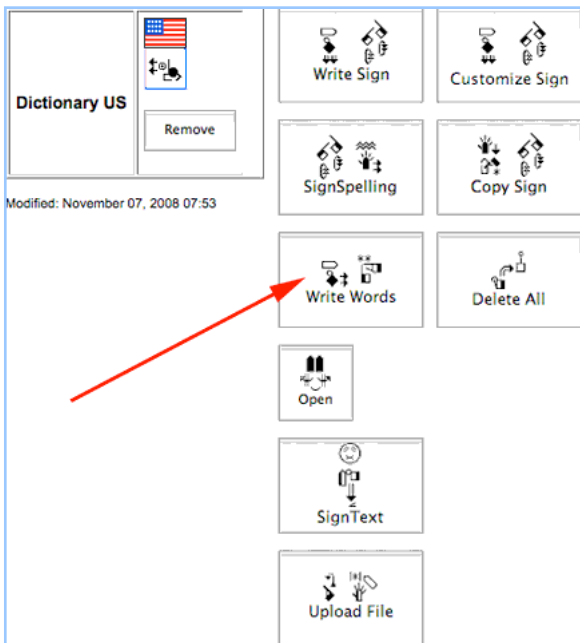 Dictionary US
Remove
Modified: November 07, 2008 07:53
Write Sign
Customize Sign
SignSpelling
Copy Sign
Write Words
Delete All
Open
SignText
Upload File